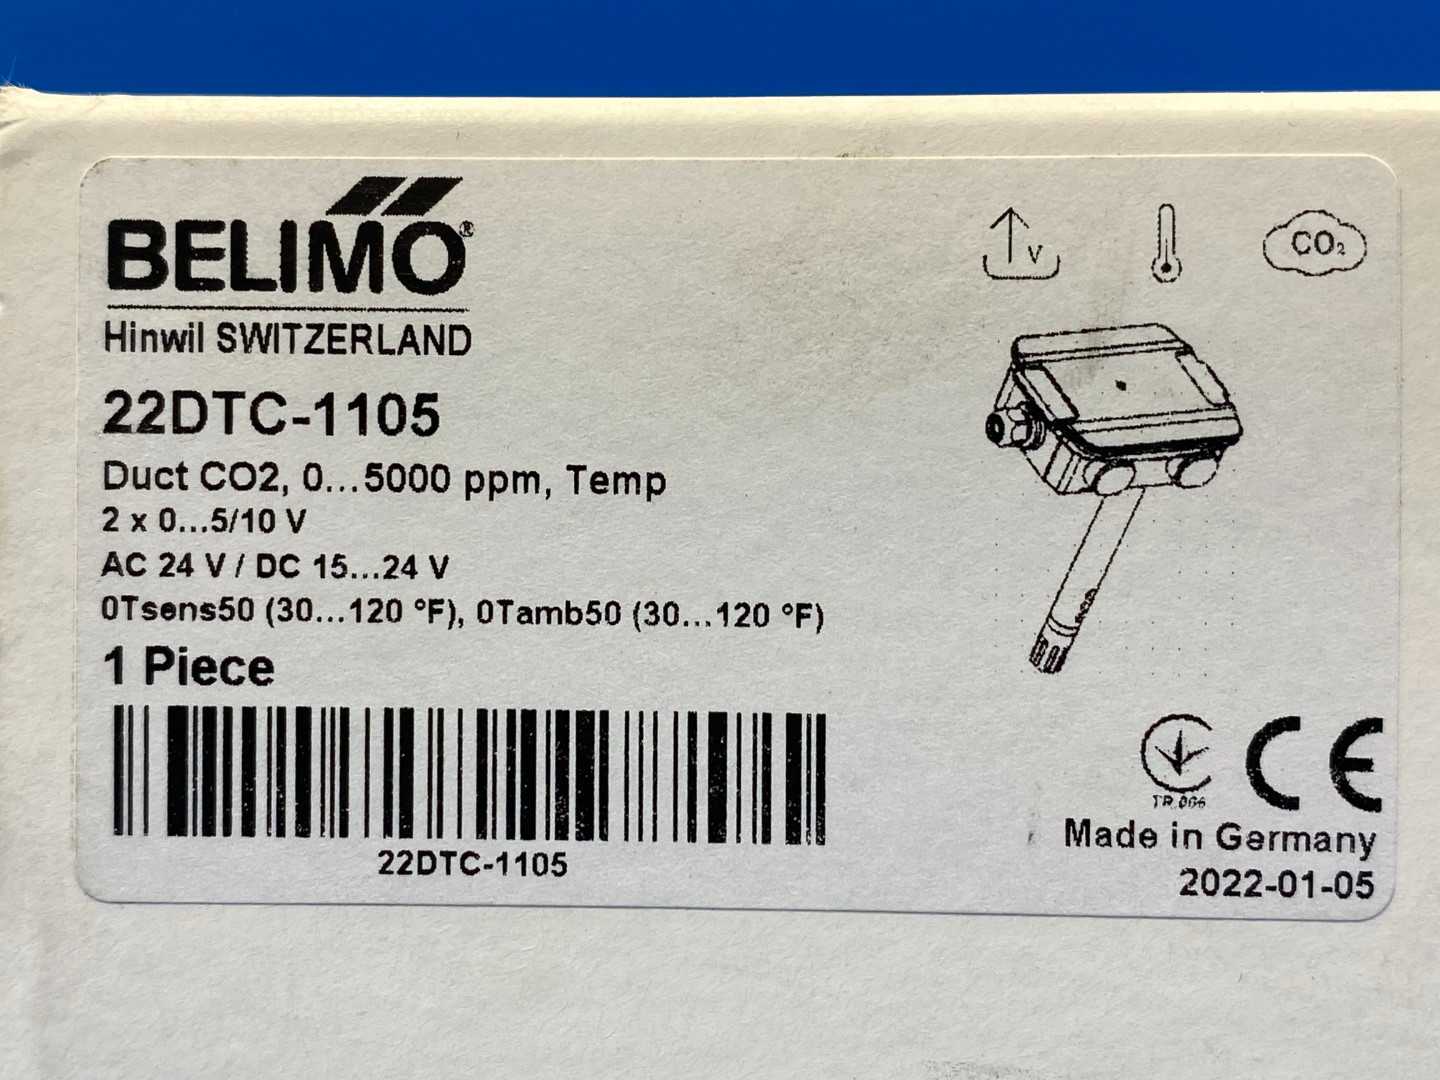 BELIMO®
Hinwil SWITZERLAND
22DTC-1105
Duct CO2, 0...5000 ppm, Temp
2 x 0...5/10 V
AC 24 V / DC 15...24 V
0Tsens50 (30...120 °F), 0Tamb50 (30...120 °F)
1 Piece
22DTC-1105
V
CO₂
TR.066
CE
Made in Germany
2022-01-05